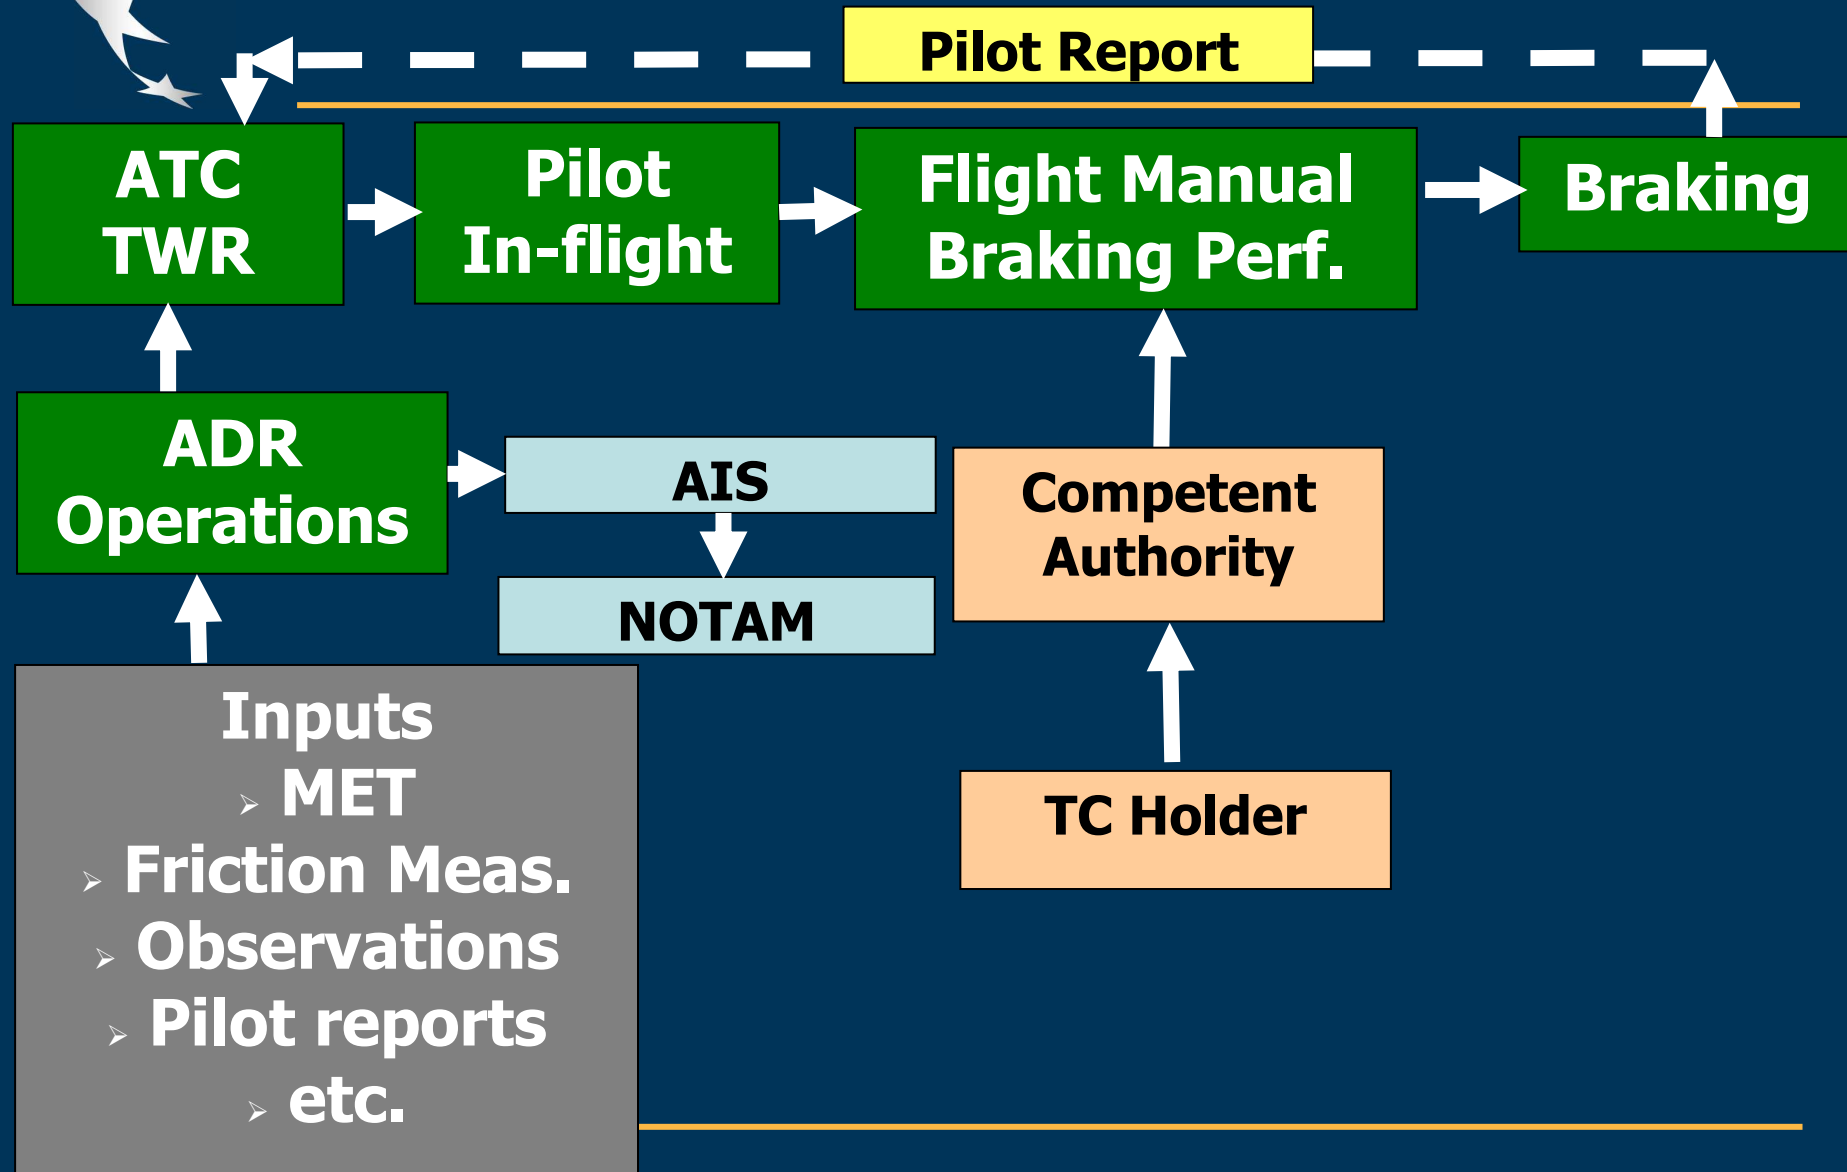 Pilot Report
ATC
TWR
Pilot
In-flight
Flight Manual
Braking Perf.
Braking
ADR
Operations
AIS
NOTAM
Competent
Authority
TC Holder
Inputs
➢ MET
➢ Friction Meas.
➢ Observations
➢ Pilot reports
➢ etc.